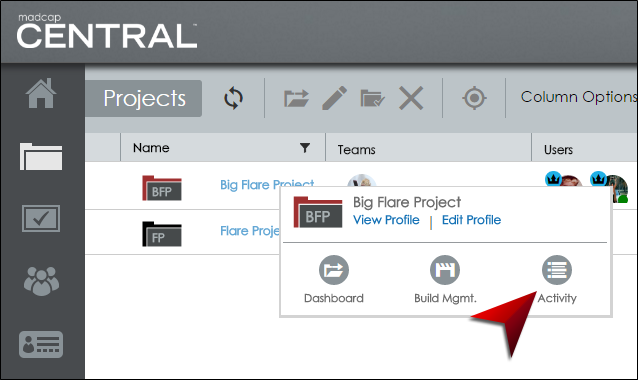 madcap
CENTRAL™
Projects
Column Options
Name
Teams
Users
BFP
Big Flare Project
FP
Flare Proje
BFP
Big Flare Project
View Profile | Edit Profile
Dashboard
Build Mgmt.
Activity